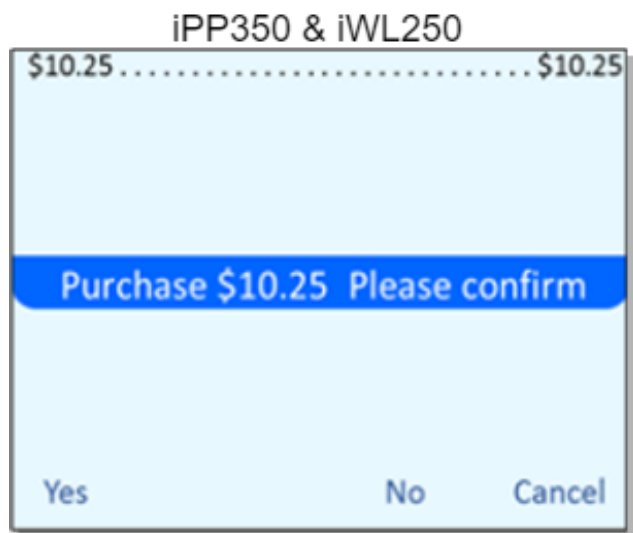 iPP350 & iWL250
$10.25 . . . . . . . . . . . . . . . . . . . . . . . . . . . . . $10.25
Purchase $10.25 Please confirm
Yes No Cancel